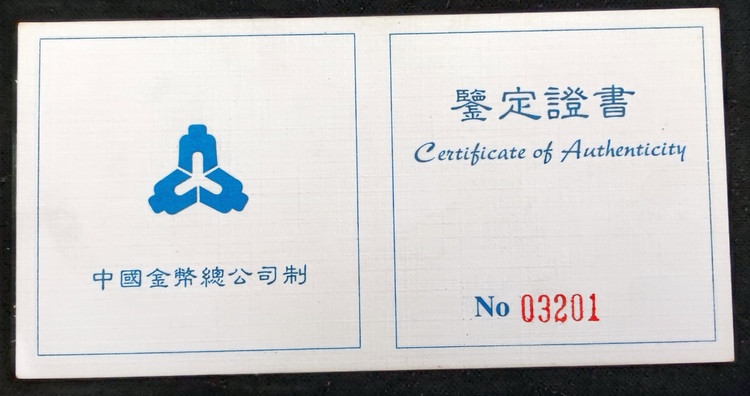 中國金幣總公司制
鑒定證書
Certificate of Authenticity
No 03201